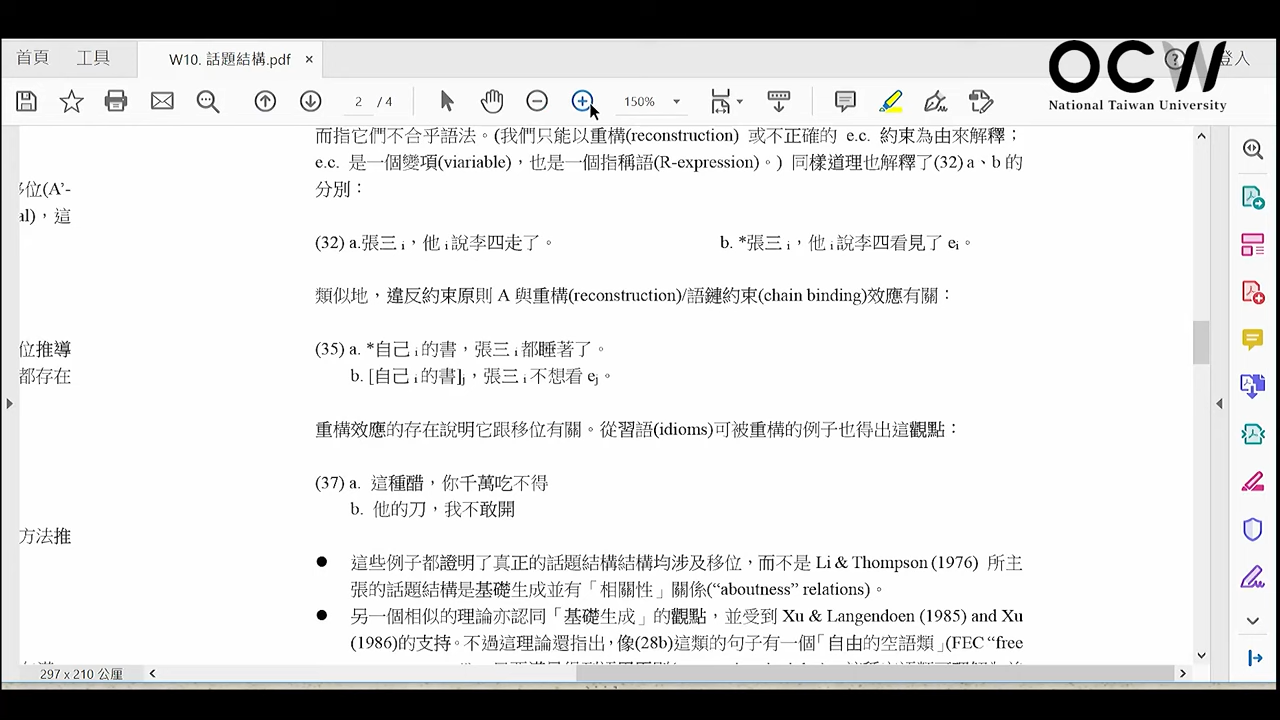 首頁 工具 W10. 話題結構.pdf × 登入
OCW
National Taiwan University
2 / 4 150%
而指它們不合乎語法。(我們只能以重構(reconstruction) 或不正確的 e.c. 約束為由來解釋；
e.c. 是一個變項(viariable)，也是一個指稱語(R-expression)。) 同樣道理也解釋了(32) a、b 的
分別：
移位(A’-
al)，這
(32) a.張三 i，他 i 說李四走了。 b. *張三 i，他 i 說李四看見了 ei。
類似地，違反約束原則 A 與重構(reconstruction)/語鏈約束(chain binding)效應有關：
位推導
都存在
(35) a. *自己 i 的書，張三 i 都睡著了。
b. [自己 i 的書]j，張三 i 不想看 ej。
重構效應的存在說明它跟移位有關。從習語(idioms)可被重構的例子也得出這觀點：
(37) a. 這種醋，你千萬吃不得
b. 他的刀，我不敢開
方法推
● 這些例子都證明了真正的話題結構結構均涉及移位，而不是 Li & Thompson (1976) 所主
張的話題結構是基礎生成並有「相關性」關係(“aboutness” relations)。
● 另一個相似的理論亦認同「基礎生成」的觀點，並受到 Xu & Langendoen (1985) and Xu
(1986)的支持。不過這理論還指出，像(28b)這類的句子有一個「自由的空語類」(FEC “free
297 x 210 公厘